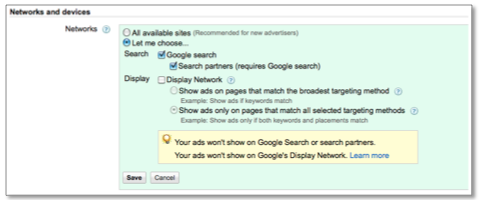 Networks and devices
Networks
All available sites (Recommended for new advertisers)
Let me choose...
Search Google search
Search partners (requires Google search)
Display Display Network
Show ads on pages that match the broadest targeting method
Example: Show ads if keywords match
Show ads only on pages that match all selected targeting methods
Example: Show ads only if both keywords and placements match
Your ads won't show on Google Search or search partners.
Your ads won't show on Google's Display Network. Learn more
Save Cancel